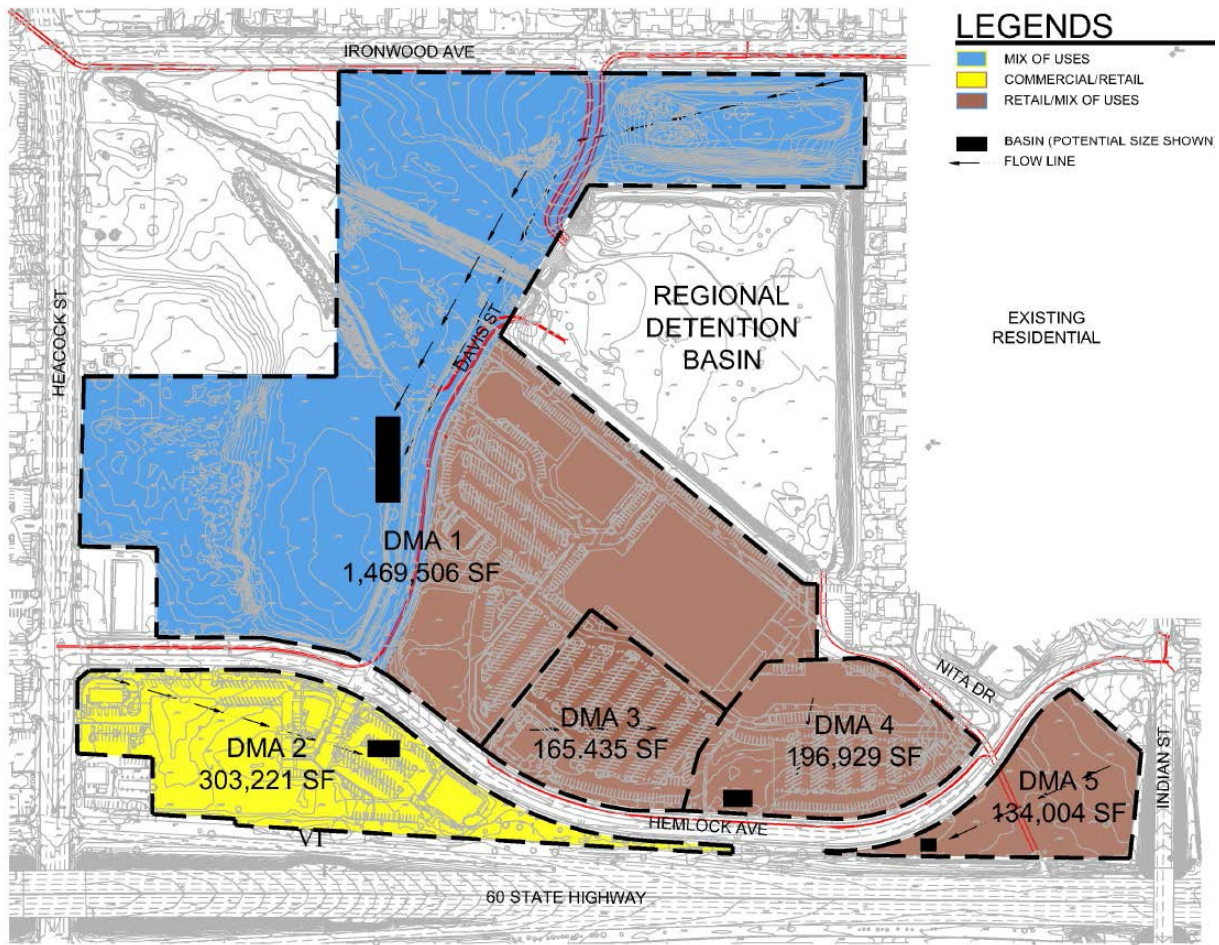 LEGENDS
MIX OF USES
COMMERCIAL/RETAIL
RETAIL/MIX OF USES
BASIN (POTENTIAL SIZE SHOWN)
FLOW LINE
IRONWOOD AVE
HEACOCK ST
DAVIS ST
REGIONAL
DETENTION
BASIN
EXISTING
RESIDENTIAL
DMA 1
1,469,506 SF
DMA 2
303,221 SF
DMA 3
165.435 SF
DMA 4
196,929 SF
DMA 5
134,004 SF
NITA DR
INDIAN ST
HEMLOCK AVE
VI
60 STATE HIGHWAY